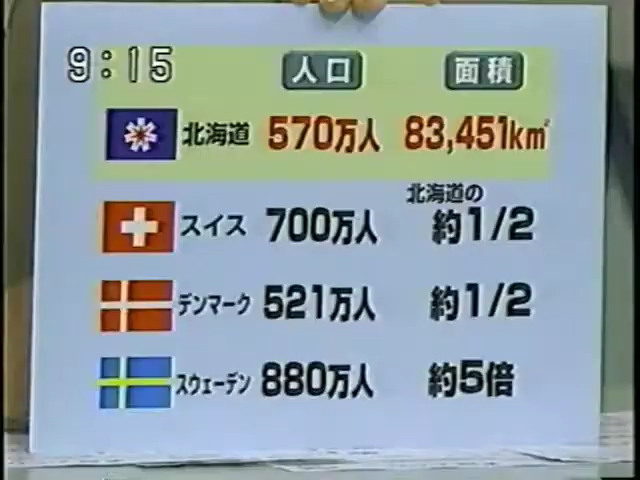 9:15
人口 面積
北海道 570万人 83,451km²
北海道の
スイス 700万人 約1/2
デンマーク 521万人 約1/2
スウェーデン 880万人 約5倍